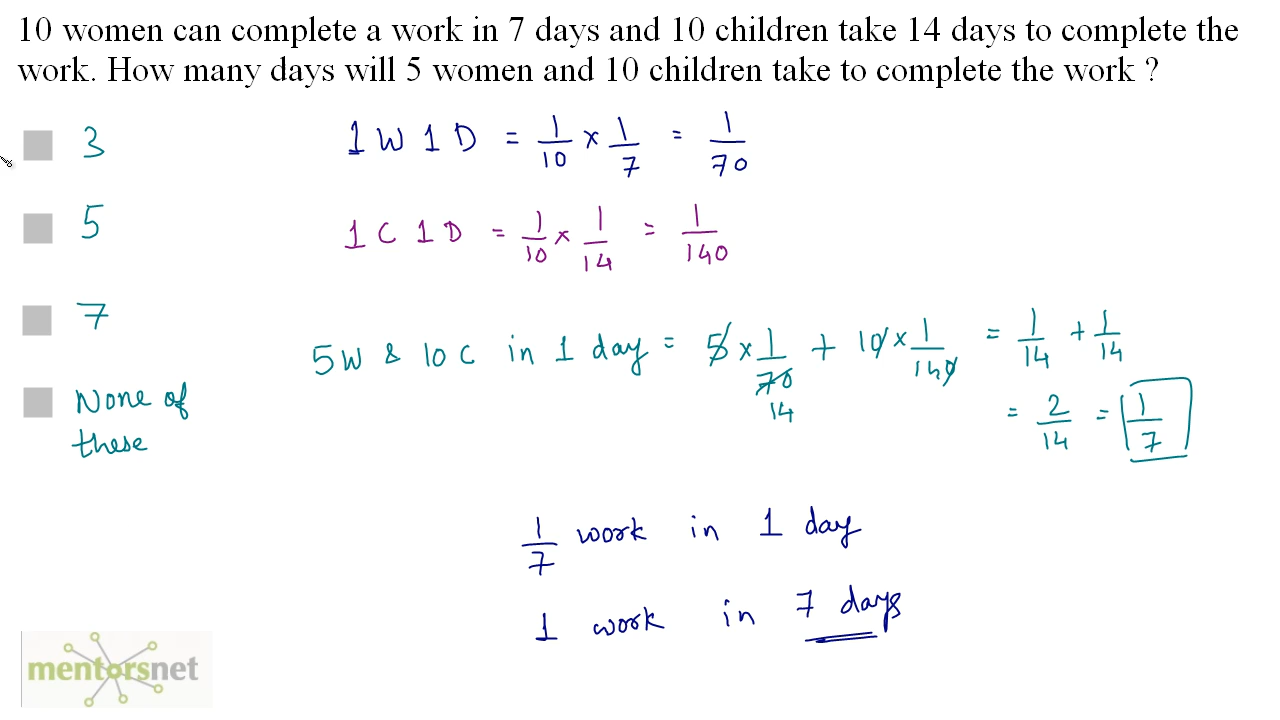 10 women can complete a work in 7 days and 10 children take 14 days to complete the
work. How many days will 5 women and 10 children take to complete the work ?
3
1 W 1 D = 1/10 × 1/7 = 1/70
5
1 C 1 D = 1/10 × 1/14 = 1/140
7
5 W & 10 C in 1 day = 5 × 1/70 + 10 × 1/140 = 1/14 + 1/14
14
= 2/14 = 1/7
None of
these
1/7 work in 1 day
1 work in 7 days
mentorsnet